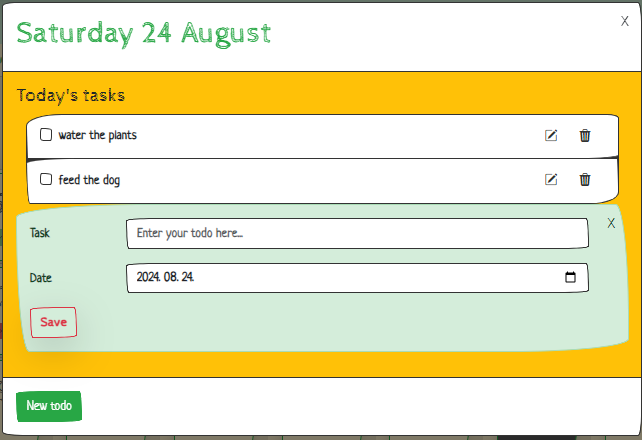 Saturday 24 August
X
Today's tasks
water the plants
feed the dog
X
Task
Enter your todo here...
Date
2024. 08. 24.
Save
New todo